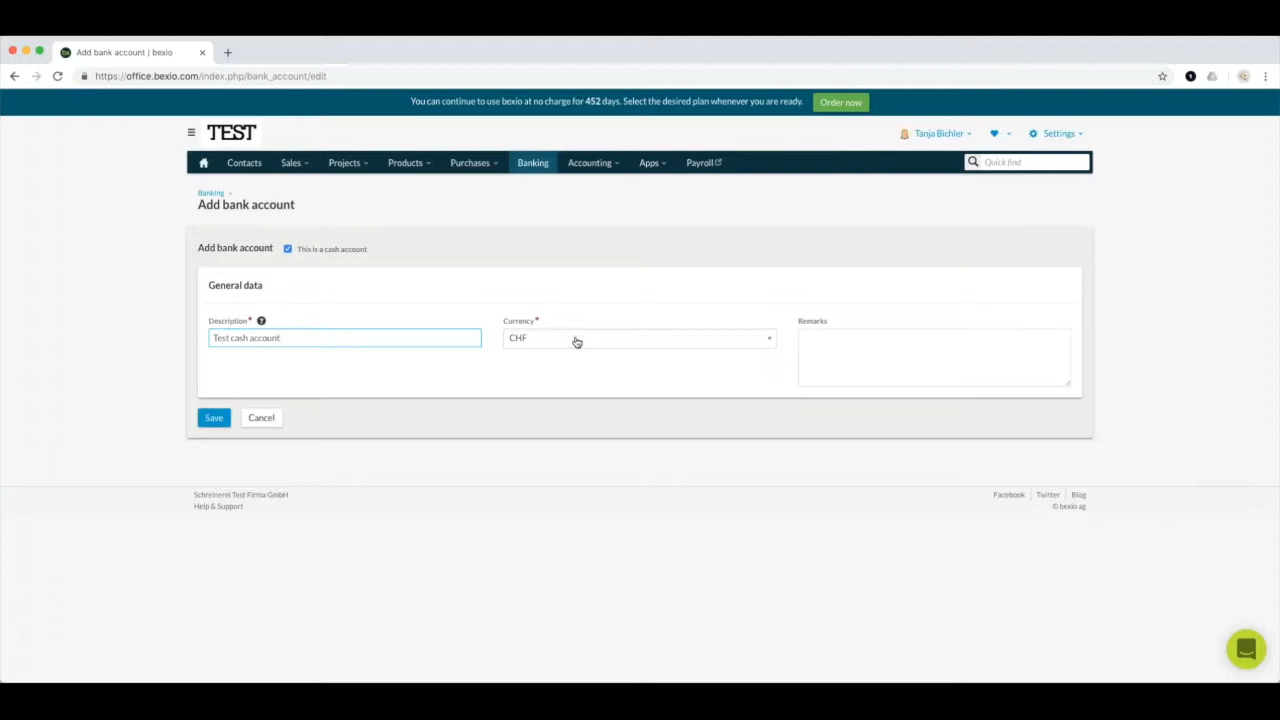 Add bank account | bexio
https://office.bexio.com/index.php/bank_account/edit
You can continue to use bexio at no charge for 452 days. Select the desired plan whenever you are ready. Order now
TEST
Tanja Bichler
Settings
Contacts Sales Projects Products Purchases Banking Accounting Apps Payroll
Quick find
Banking
Add bank account
Add bank account This is a cash account
General data
Description* Currency* Remarks
Test cash account CHF
Save Cancel
Schreinerei Test Firma GmbH
Help & Support
Facebook Twitter Blog
© bexio ag